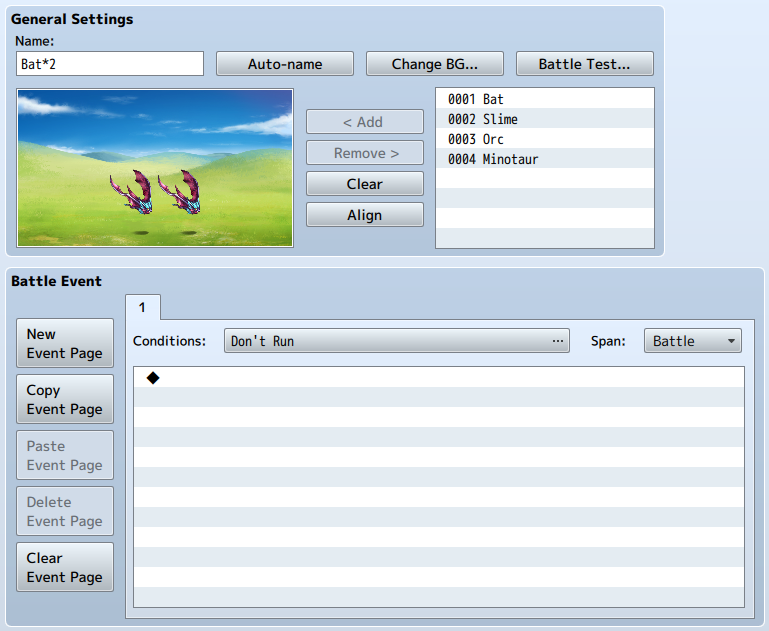 General Settings
Name:
Bat*2
Auto-name
Change BG...
Battle Test...
< Add
Remove >
Clear
Align
0001 Bat
0002 Slime
0003 Orc
0004 Minotaur
Battle Event
New
Event Page
Copy
Event Page
Paste
Event Page
Delete
Event Page
Clear
Event Page
1
Conditions:
Don't Run
...
Span:
Battle